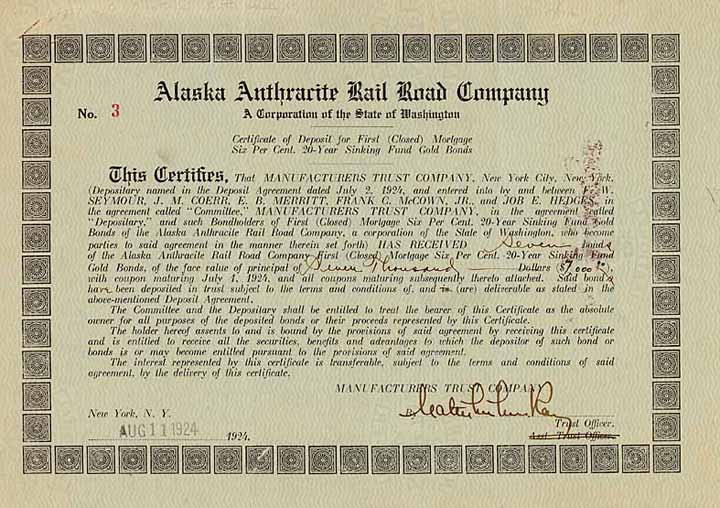 Alaska Anthracite Rail Road Company
No. 3
A Corporation of the State of Washington
Certificate of Deposit for First (Closed) Mortgage
Six Per Cent. 20-Year Sinking Fund Gold Bonds
This Certifies, That MANUFACTURERS TRUST COMPANY, New York City, New York,
(Depositary named in the Deposit Agreement dated July 2, 1924, and entered into by and between F. W.
SEYMOUR, J. M. COERR, E. B. MERRITT, FRANK C. McCOWN, JR., and JOB E. HEDGES, in
the agreement called "Committee," MANUFACTURERS TRUST COMPANY, in the agreement called
"Depositary," and such Bondholders of First (Closed) Mortgage Six Per Cent. 20-Year Sinking Fund Gold
Bonds of the Alaska Anthracite Rail Road Company, a corporation of the State of Washington, who become
parties to said agreement in the manner therein set forth) HAS RECEIVED Seven bonds
of the Alaska Anthracite Rail Road Company First (Closed) Mortgage Six Per Cent. 20-Year Sinking Fund
Gold Bonds, of the face value or principal of Seven Thousand Dollars ($7,000 00),
with coupon maturing July 1, 1924, and all coupons maturing subsequently thereto attached. Said bonds
have been deposited in trust subject to the terms and conditions of, and is (are) deliverable as stated in the
above-mentioned Deposit Agreement.
The Committee and the Depositary shall be entitled to treat the bearer of this Certificate as the absolute
owner for all purposes of the deposited bonds or their proceeds represented by this Certificate.
The holder hereof assents to and is bound by the provisions of said agreement by receiving this certificate
and is entitled to receive all the securities, benefits and advantages to which the depositor of such bond or
bonds is or may become entitled pursuant to the provisions of said agreement.
The interest represented by this certificate is transferable, subject to the terms and conditions of said
agreement, by the delivery of this certificate.
MANUFACTURERS TRUST COMPANY,
By
New York, N. Y.
Trust Officer.
AUG 11 1924 1924.
Asst. Trust Officer.